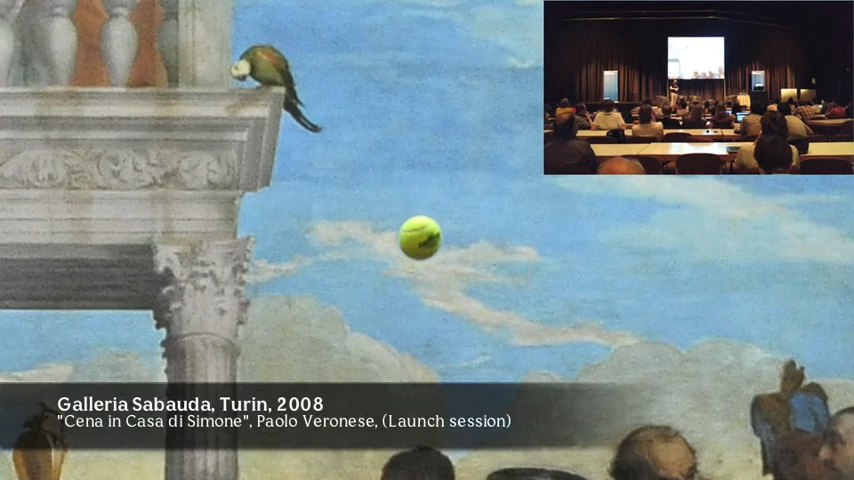 Galleria Sabauda, Turin, 2008
"Cena in Casa di Simone", Paolo Veronese, (Launch session)